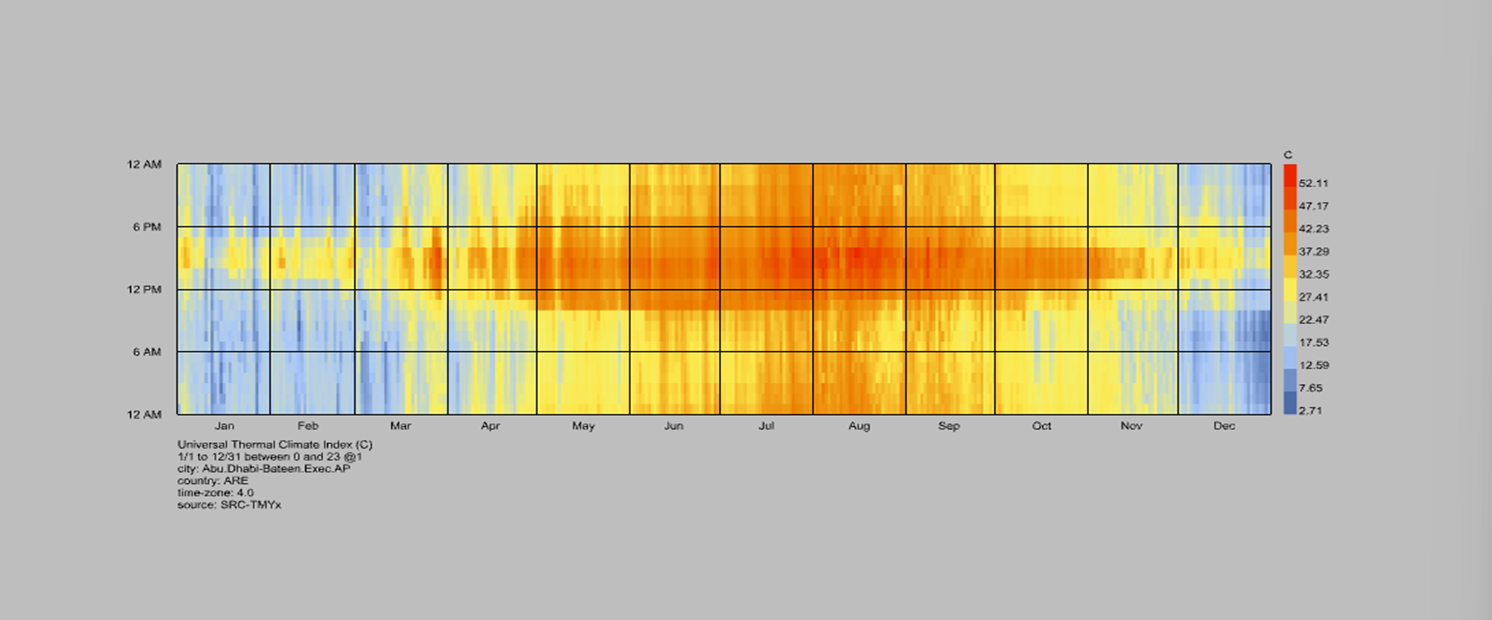 C
12 AM
52.11
47.17
6 PM
42.23
37.29
32.35
12 PM
27.41
22.47
17.53
6 AM
12.59
7.65
12 AM
2.71
Jan Feb Mar Apr May Jun Jul Aug Sep Oct Nov Dec
Universal Thermal Climate Index (C)
1/1 to 12/31 between 0 and 23 @1
city: Abu.Dhabi-Bateen.Exec.AP
country: ARE
time-zone: 4.0
source: SRC-TMYx